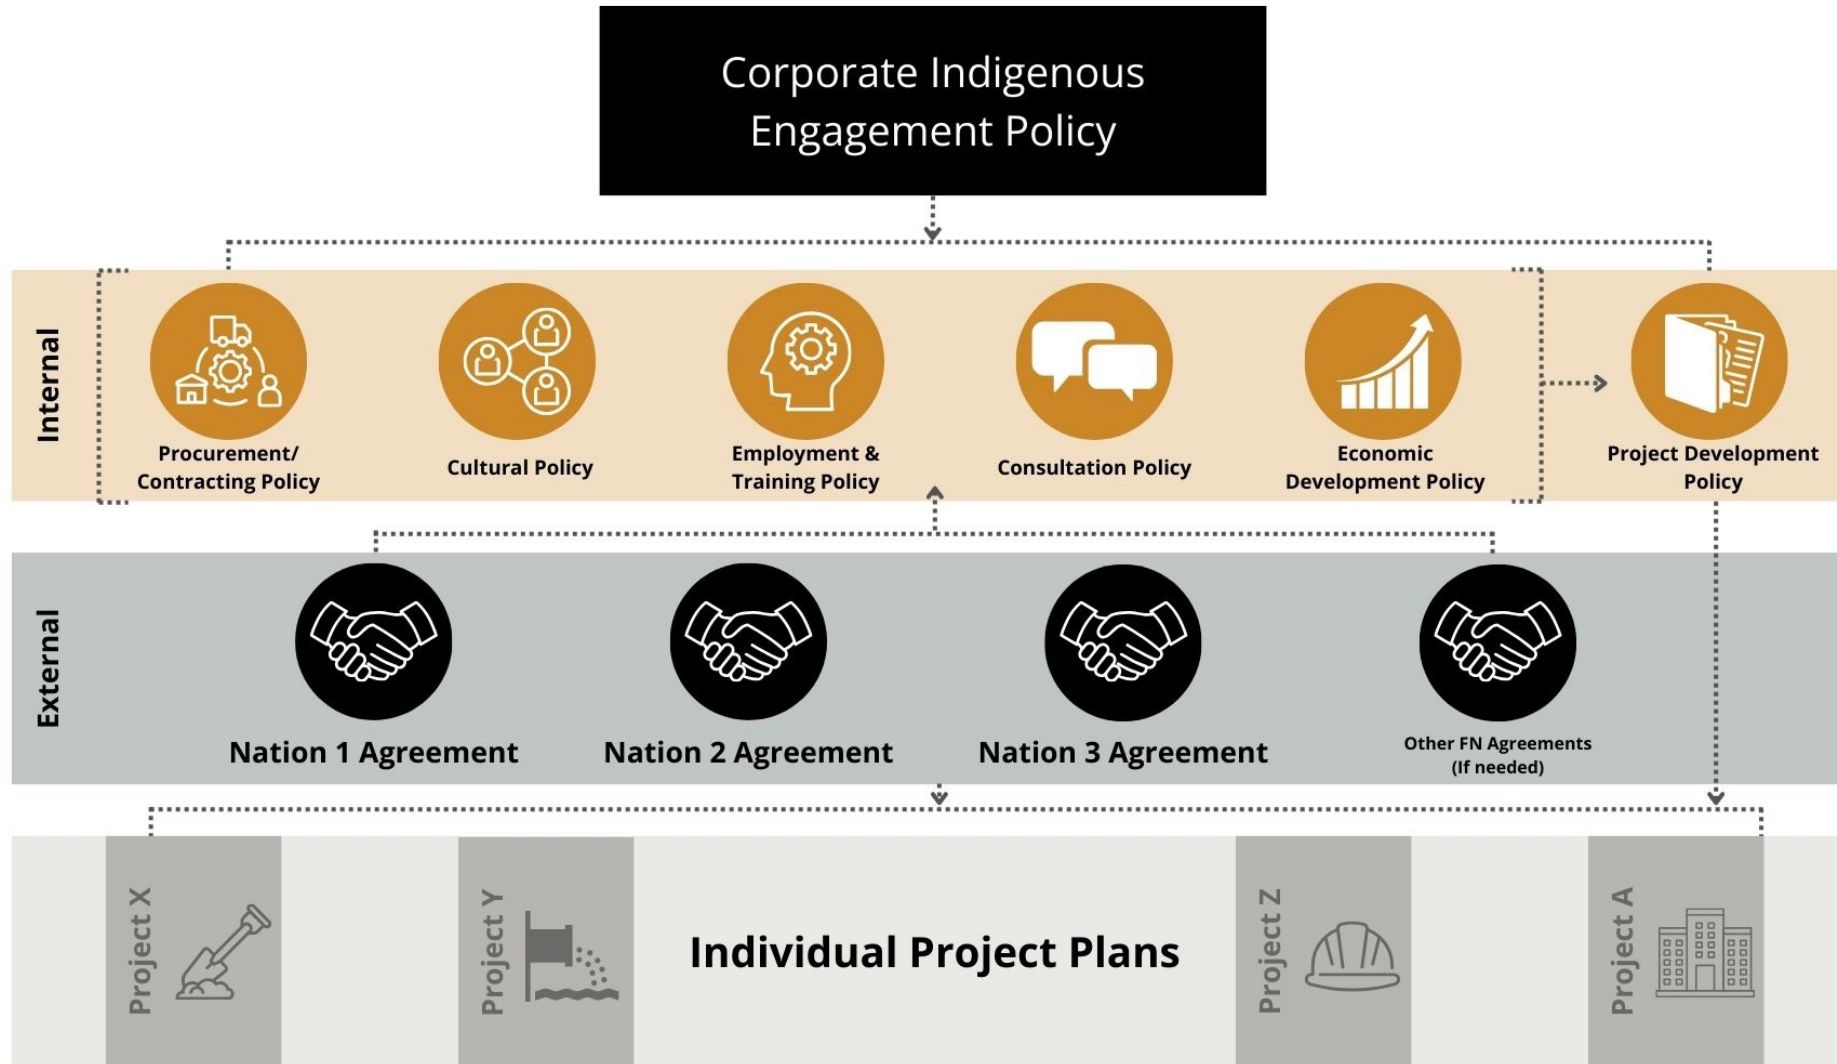 Corporate Indigenous
Engagement Policy
Internal
Procurement/
Contracting Policy
Cultural Policy
Employment &
Training Policy
Consultation Policy
Economic
Development Policy
Project Development
Policy
External
Nation 1 Agreement
Nation 2 Agreement
Nation 3 Agreement
Other FN Agreements
(If needed)
Project X
Project Y
Individual Project Plans
Project Z
Project A